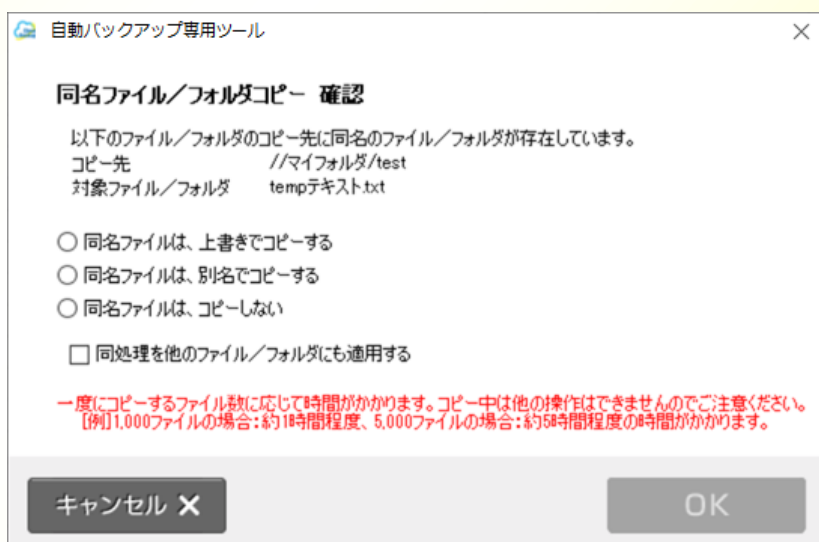 自動バックアップ専用ツール
同名ファイル／フォルダコピー 確認
以下のファイル／フォルダのコピー先に同名のファイル／フォルダが存在しています。
コピー先 //マイフォルダ/test
対象ファイル／フォルダ tempテキスト.txt
同名ファイルは、上書きでコピーする
同名ファイルは、別名でコピーする
同名ファイルは、コピーしない
同処理を他のファイル／フォルダにも適用する
一度にコピーするファイル数に応じて時間がかかります。コピー中は他の操作はできませんのでご注意ください。
[例]1,000ファイルの場合：約1時間程度、5,000ファイルの場合：約5時間程度の時間がかかります。
キャンセル ✕ OK